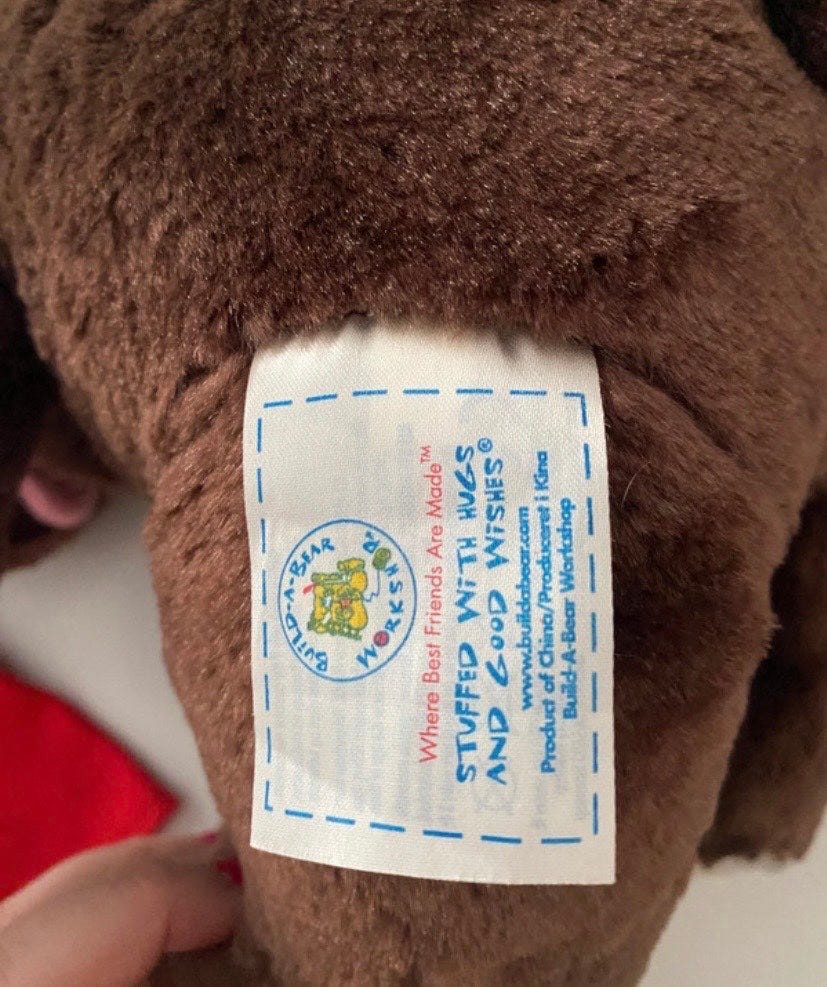 BUILD-A-BEAR
WORKSHOP
Where Best Friends Are Made™
STUFFED WITH HUGS
AND GOOD WISHES®
www.buildabear.com
Product of China/Produceret i Kina
Build-A-Bear Workshop